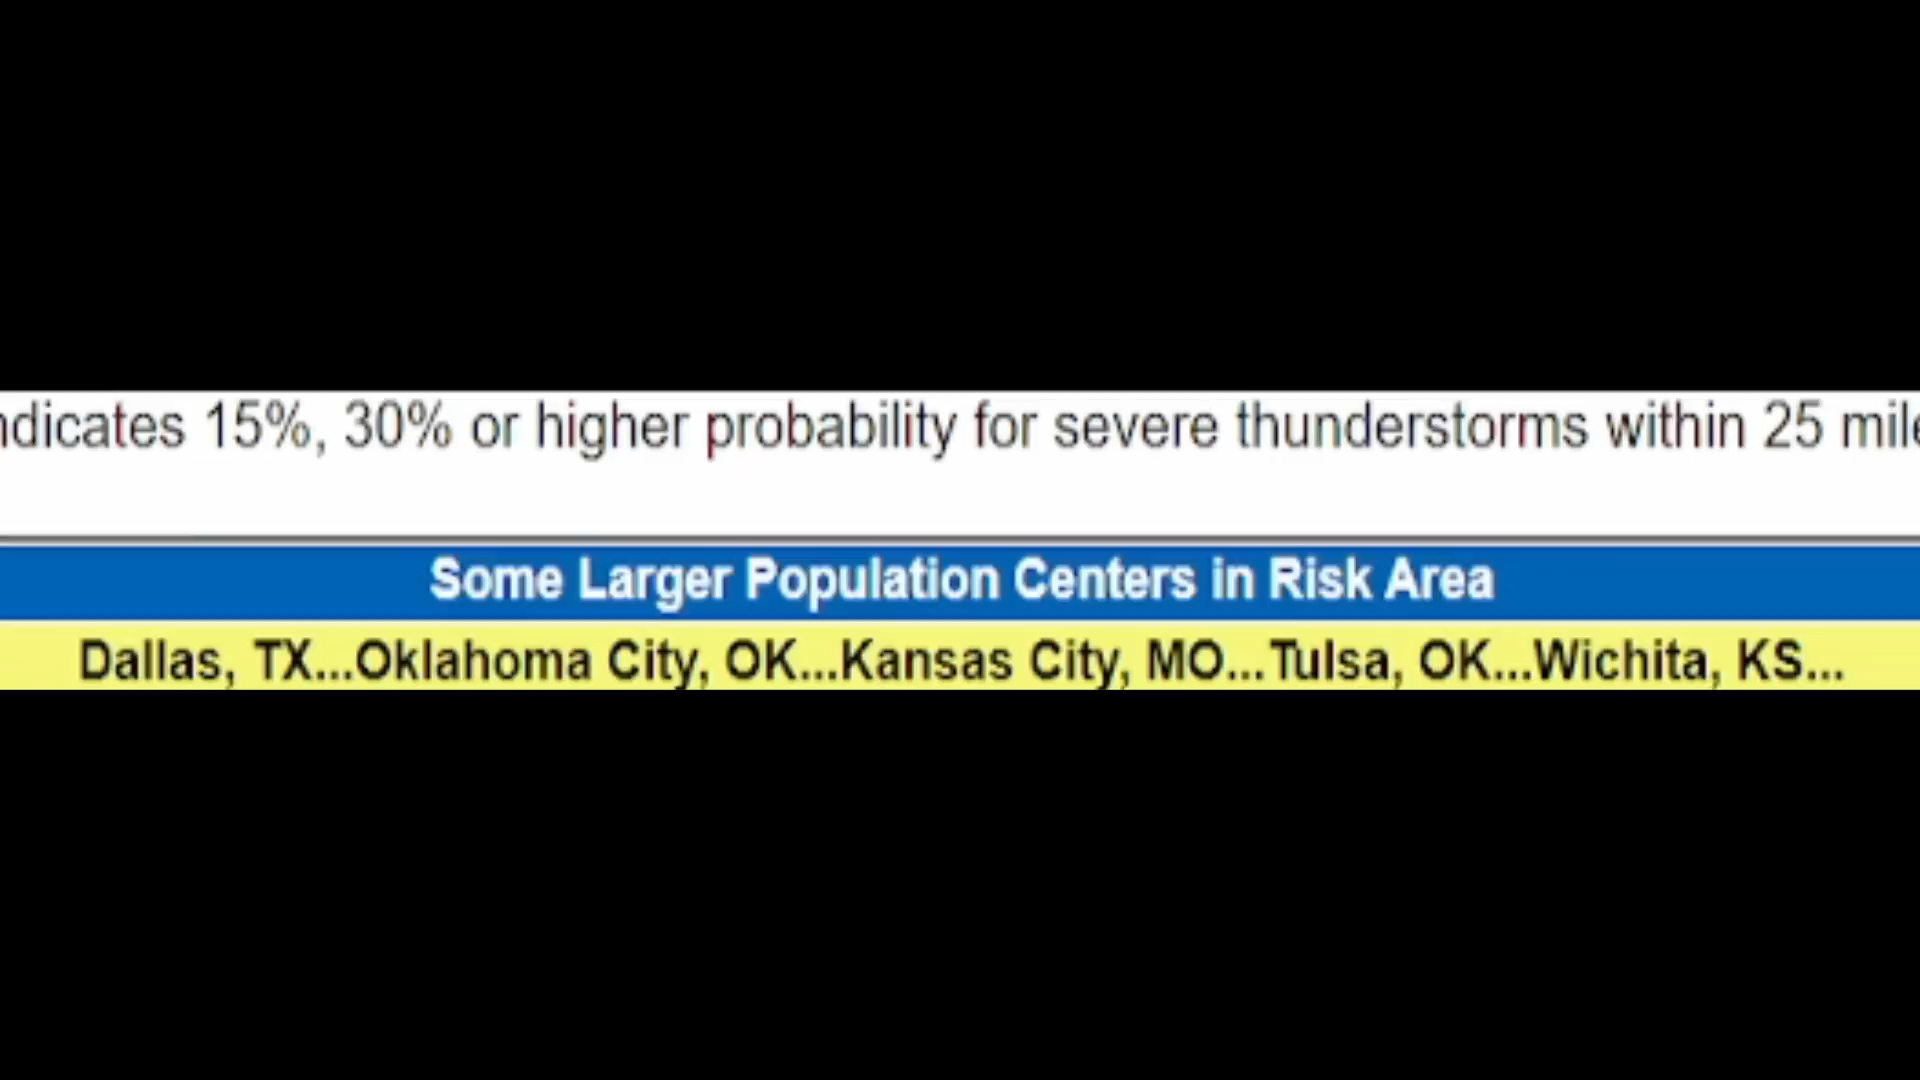 ndicates 15%, 30% or higher probability for severe thunderstorms within 25 mile
Some Larger Population Centers in Risk Area
Dallas, TX...Oklahoma City, OK...Kansas City, MO...Tulsa, OK...Wichita, KS...